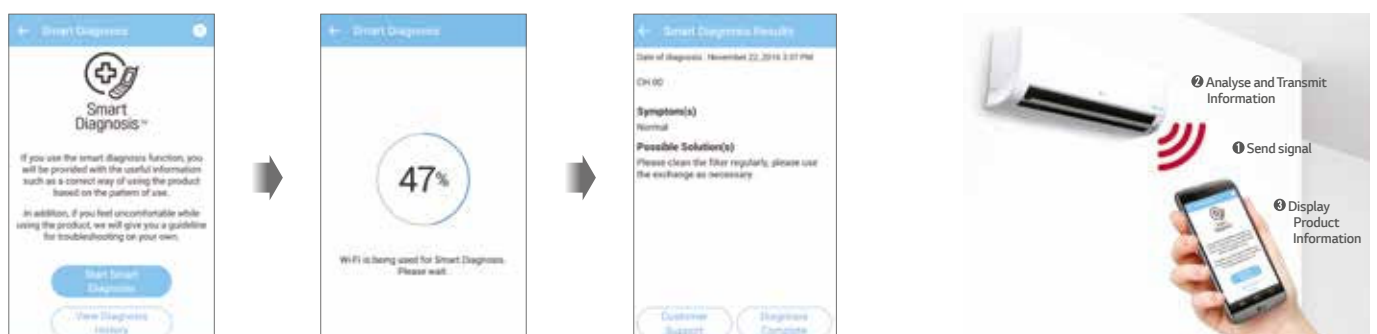 Smart Diagnosis
Smart
Diagnosis™
If you use the smart diagnosis function, you
will be provided with the useful information
such as a correct way of using the product
based on the pattern of use.
In addition, if you feel uncomfortable while
using the product, we will give you a guideline
for troubleshooting on your own.
Start Smart
Diagnosis
View Diagnosis
History
Smart Diagnosis
47%
Wi-Fi is being used for Smart Diagnosis.
Please wait.
Smart Diagnosis Results
Date of diagnosis : November 22, 2016 3:07 PM
CH 00
Symptom(s)
Normal
Possible Solution(s)
Please clean the filter regularly, please use
the exchange as necessary
Customer
Support
Diagnosis
Complete
❷ Analyse and Transmit
Information
❶ Send signal
❸ Display
Product
Information